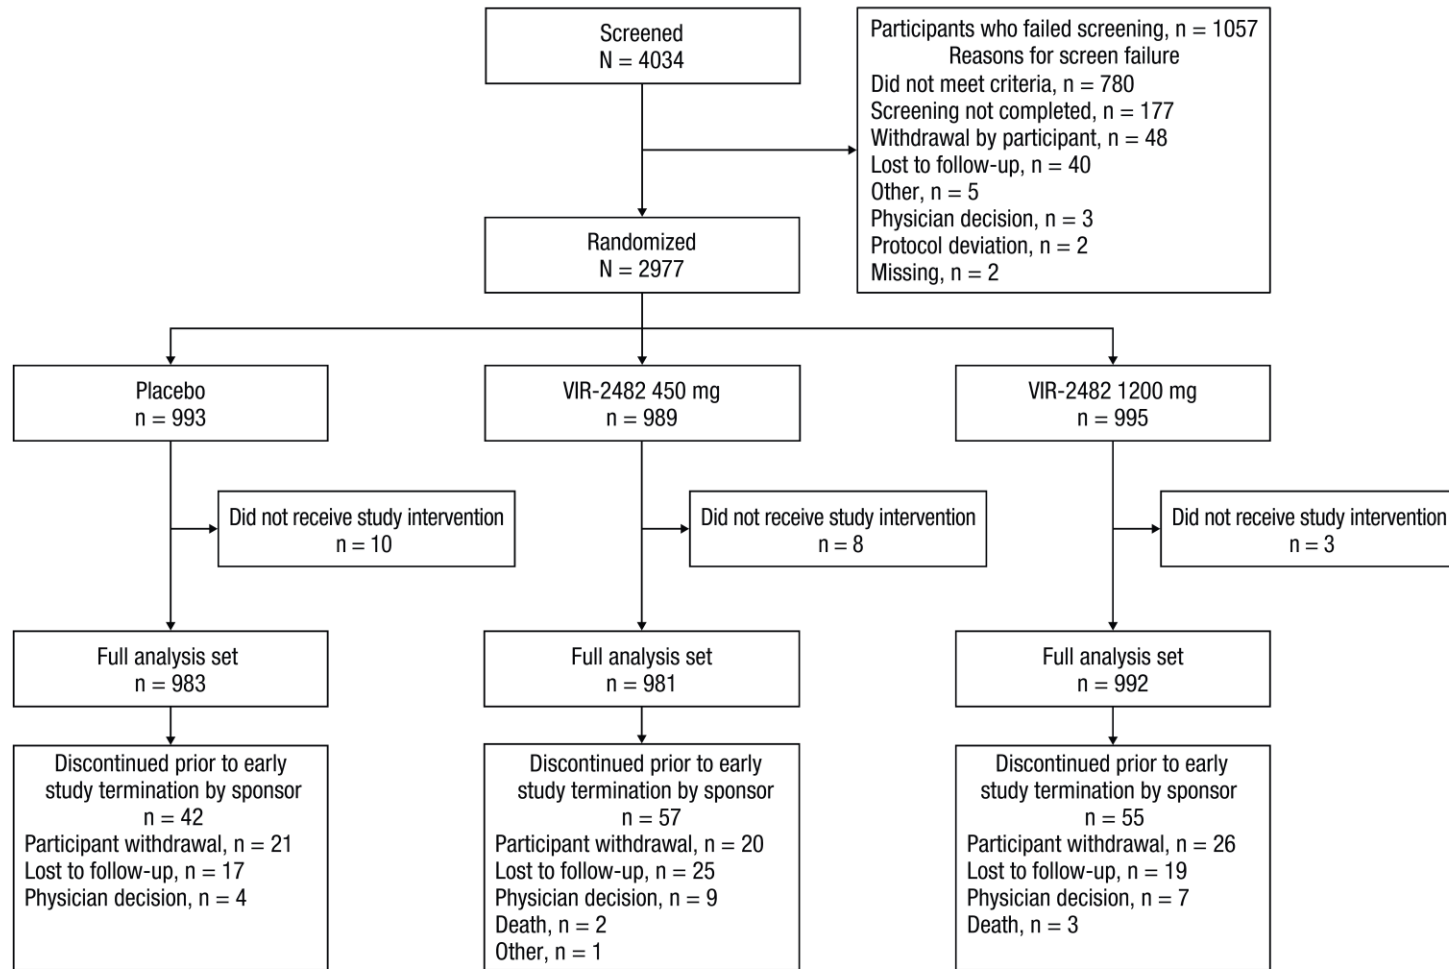 Screened
N = 4034
Participants who failed screening, n = 1057
Reasons for screen failure
Did not meet criteria, n = 780
Screening not completed, n = 177
Withdrawal by participant, n = 48
Lost to follow-up, n = 40
Other, n = 5
Physician decision, n = 3
Protocol deviation, n = 2
Missing, n = 2
Randomized
N = 2977
Placebo
n = 993
VIR-2482 450 mg
n = 989
VIR-2482 1200 mg
n = 995
Did not receive study intervention
n = 10
Did not receive study intervention
n = 8
Did not receive study intervention
n = 3
Full analysis set
n = 983
Full analysis set
n = 981
Full analysis set
n = 992
Discontinued prior to early
study termination by sponsor
n = 42
Participant withdrawal, n = 21
Lost to follow-up, n = 17
Physician decision, n = 4
Discontinued prior to early
study termination by sponsor
n = 57
Participant withdrawal, n = 20
Lost to follow-up, n = 25
Physician decision, n = 9
Death, n = 2
Other, n = 1
Discontinued prior to early
study termination by sponsor
n = 55
Participant withdrawal, n = 26
Lost to follow-up, n = 19
Physician decision, n = 7
Death, n = 3